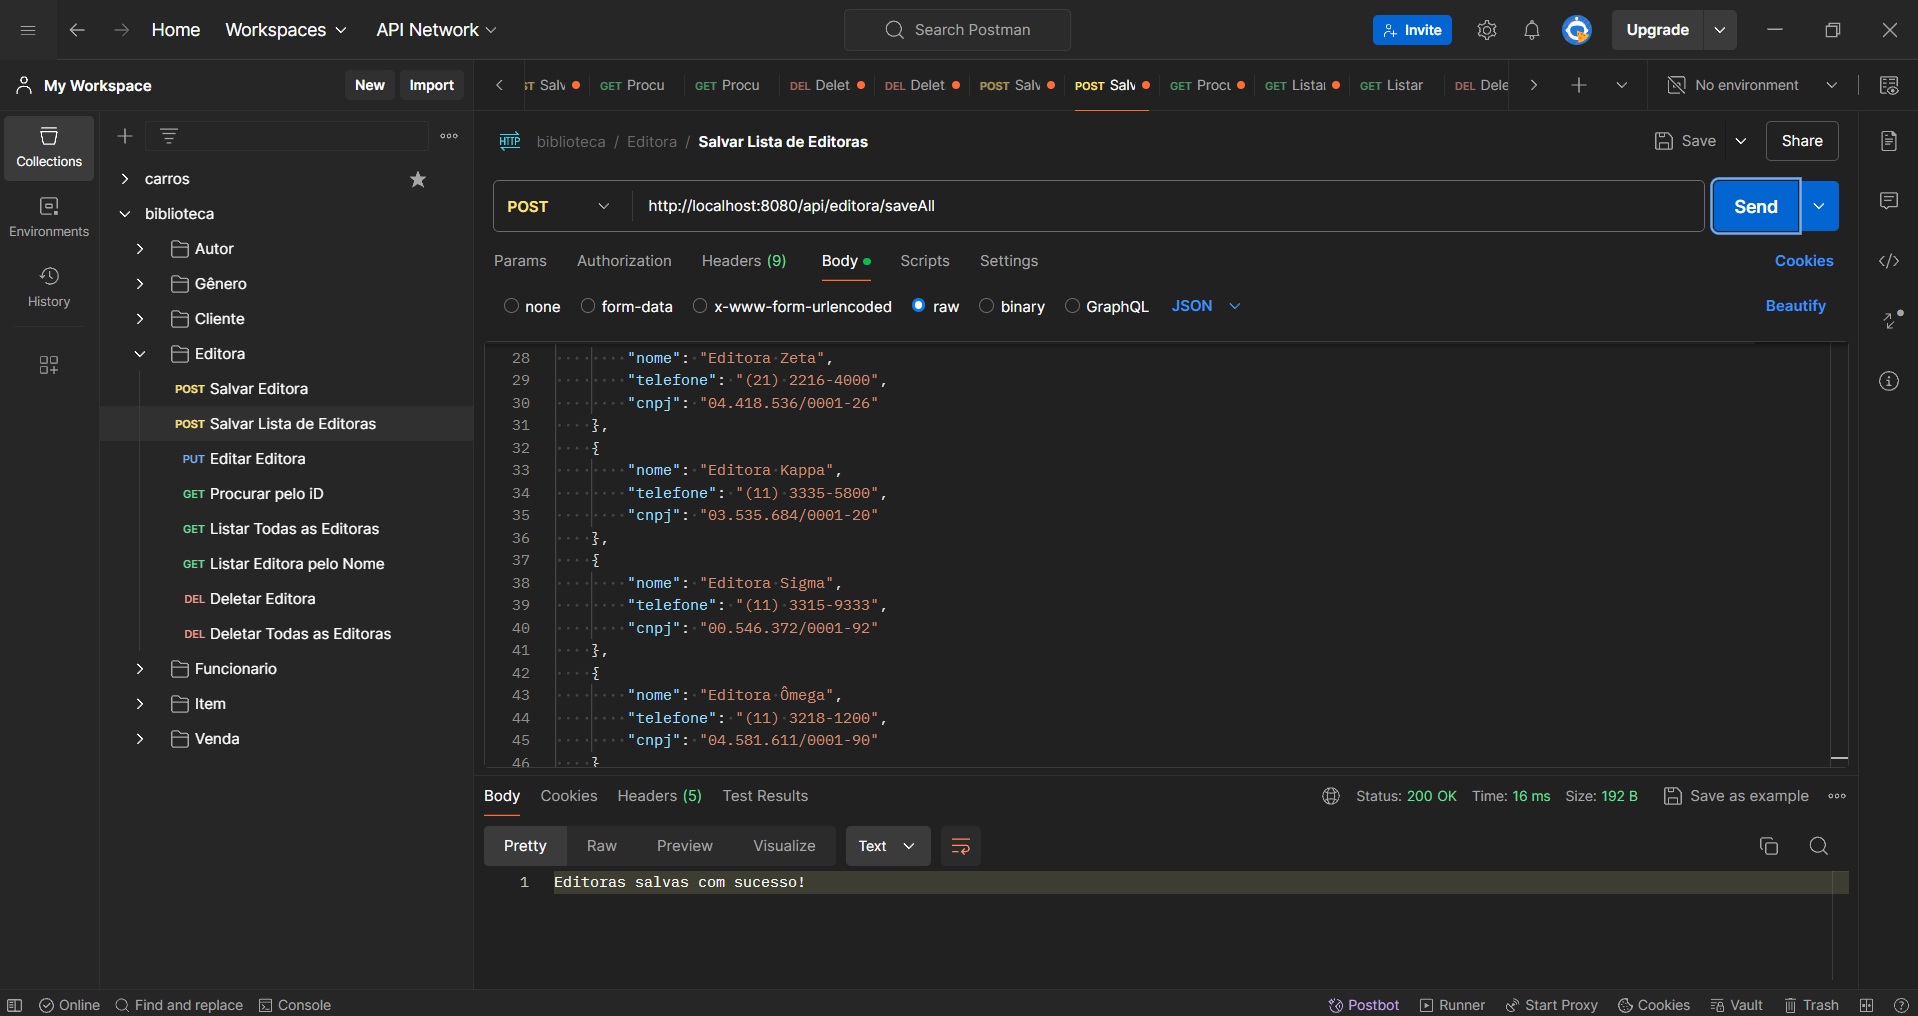 Home Workspaces API Network Search Postman Invite Upgrade
My Workspace New Import
Salv GET Procu GET Procu DEL Delet DEL Delet POST Salv POST Salv GET Procu GET Listar GET Listar DEL Dele No environment
Collections
Environments
History
carros
biblioteca
Autor
Gênero
Cliente
Editora
POST Salvar Editora
POST Salvar Lista de Editoras
PUT Editar Editora
GET Procurar pelo iD
GET Listar Todas as Editoras
GET Listar Editora pelo Nome
DEL Deletar Editora
DEL Deletar Todas as Editoras
Funcionario
Item
Venda
HTTP biblioteca / Editora / Salvar Lista de Editoras Save Share
POST http://localhost:8080/api/editora/saveAll Send
Params Authorization Headers (9) Body Scripts Settings Cookies
none form-data x-www-form-urlencoded raw binary GraphQL JSON Beautify
28 "nome": "Editora Zeta",
29 "telefone": "(21) 2216-4000",
30 "cnpj": "04.418.536/0001-26"
31 },
32 {
33 "nome": "Editora Kappa",
34 "telefone": "(11) 3335-5800",
35 "cnpj": "03.535.684/0001-20"
36 },
37 {
38 "nome": "Editora Sigma",
39 "telefone": "(11) 3315-9333",
40 "cnpj": "00.546.372/0001-92"
41 },
42 {
43 "nome": "Editora Ômega",
44 "telefone": "(11) 3218-1200",
45 "cnpj": "04.581.611/0001-90"
46 }
Body Cookies Headers (5) Test Results Status: 200 OK Time: 16 ms Size: 192 B Save as example
Pretty Raw Preview Visualize Text
1 Editoras salvas com sucesso!
Online Find and replace Console Postbot Runner Start Proxy Cookies Vault Trash